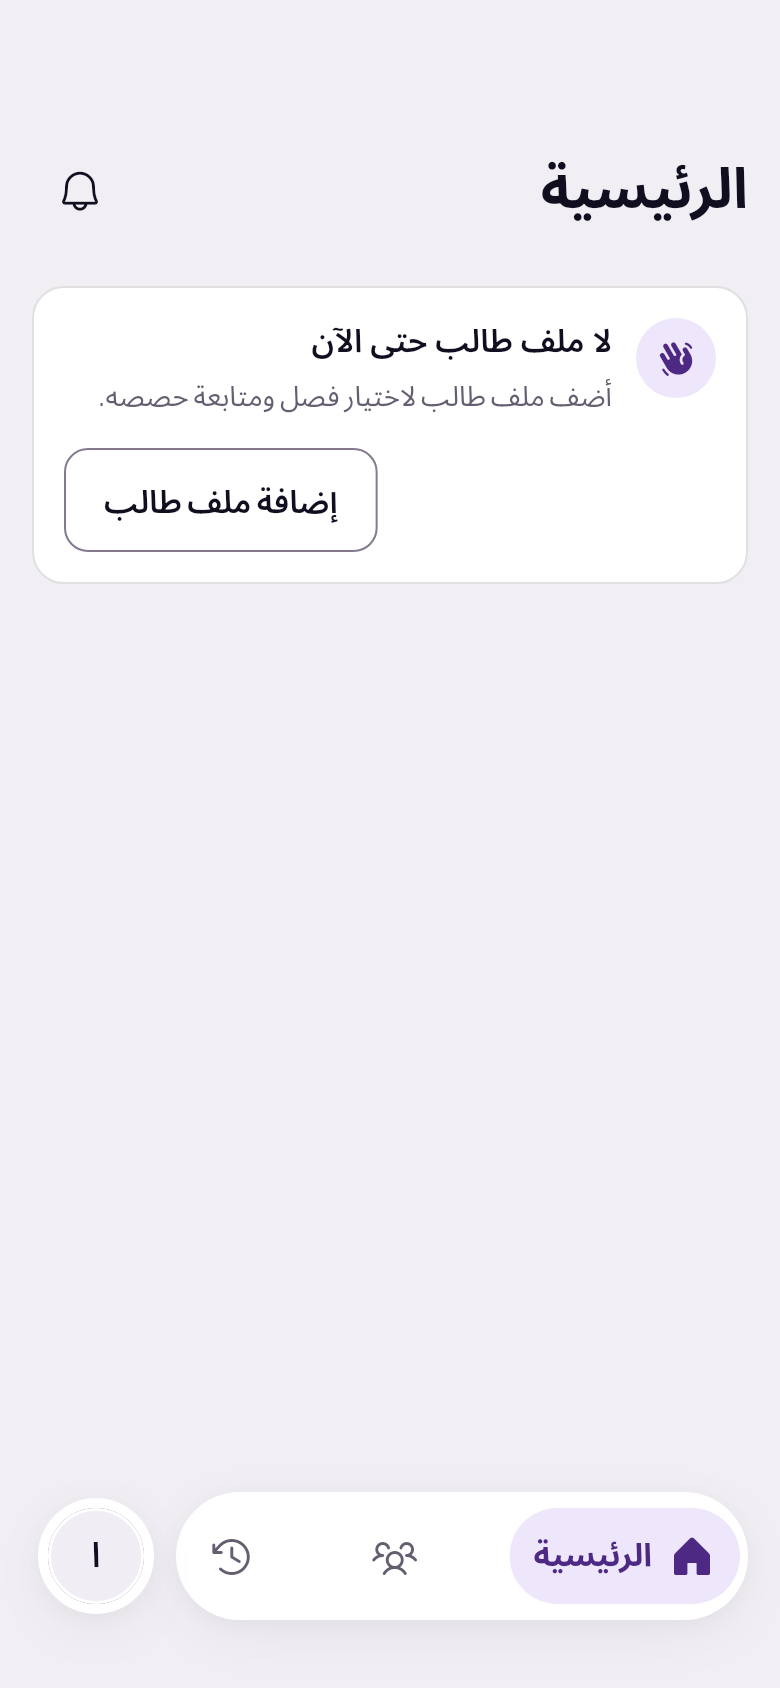 الرئيسية
لا ملف طالب حتى الآن
أضف ملف طالب لاختيار فصل ومتابعة حصصه.
إضافة ملف طالب
الرئيسية
ا